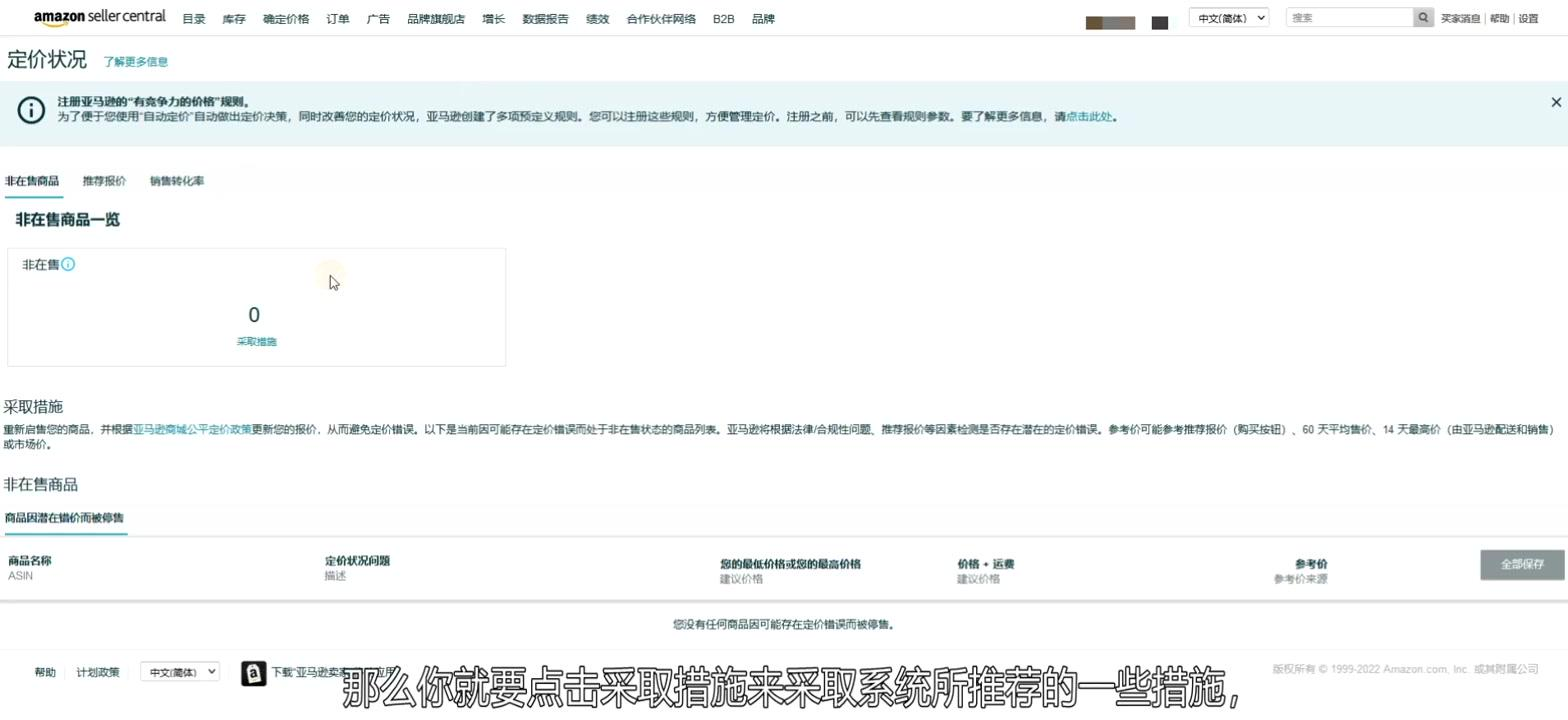 amazon seller central 目录 库存 确定价格 订单 广告 品牌旗舰店 增长 数据报告 绩效 合作伙伴网络 B2B 品牌 中文(简体) 搜索 买家消息 | 帮助 | 设置
定价状况 了解更多信息
注册亚马逊的“有竞争力的价格”规则。
为了便于您使用“自动定价”自动做出定价决策，同时改善您的定价状况，亚马逊创建了多项预定义规则。您可以注册这些规则，方便管理定价。注册之前，可以先查看规则参数。要了解更多信息，请点击此处。
非在售商品 推荐报价 销售转化率
非在售商品一览
非在售
0
采取措施
采取措施
重新启售您的商品，并根据亚马逊商城公平定价政策更新您的报价，从而避免定价错误。以下是当前因可能存在定价错误而处于非在售状态的商品列表。亚马逊将根据法律/合规性问题、推荐报价等因素检测是否存在潜在的定价错误。参考价可能参考推荐报价（购买按钮）、60 天平均售价、14 天最高价（由亚马逊配送和销售）
或市场价。
非在售商品
商品因潜在错价而被停售
商品名称 定价状况问题 您的最低价格或您的最高价格 价格 + 运费 参考价 全部保存
ASIN 描述 建议价格 建议价格 参考价来源
您没有任何商品因可能存在定价错误而被停售。
帮助 计划政策 中文(简体) 下载“亚马逊卖家 应用 版权所有 © 1999-2022 Amazon.com, Inc. 或其附属公司
那么你就要点击采取措施来采取系统所推荐的一些措施，